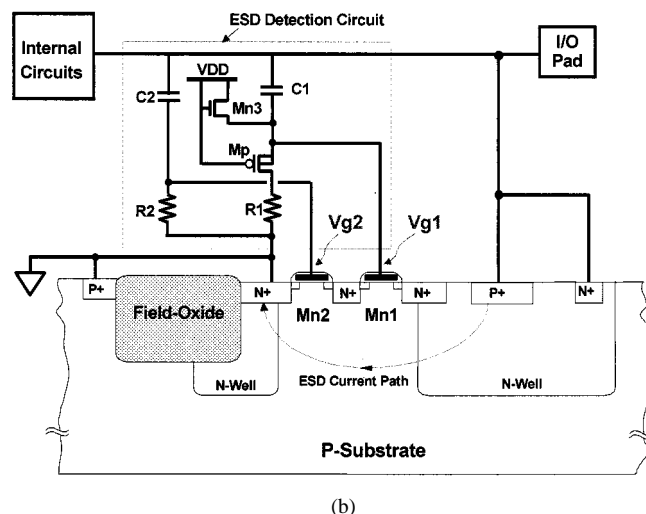 ESD Detection Circuit
Internal
Circuits
I/O
Pad
VDD
C2
C1
Mn3
Mp
R2
R1
Vg2
Vg1
P+
Field-Oxide
N+
N+
N+
P+
N+
Mn2
Mn1
ESD Current Path
N-Well
N-Well
P-Substrate
(b)